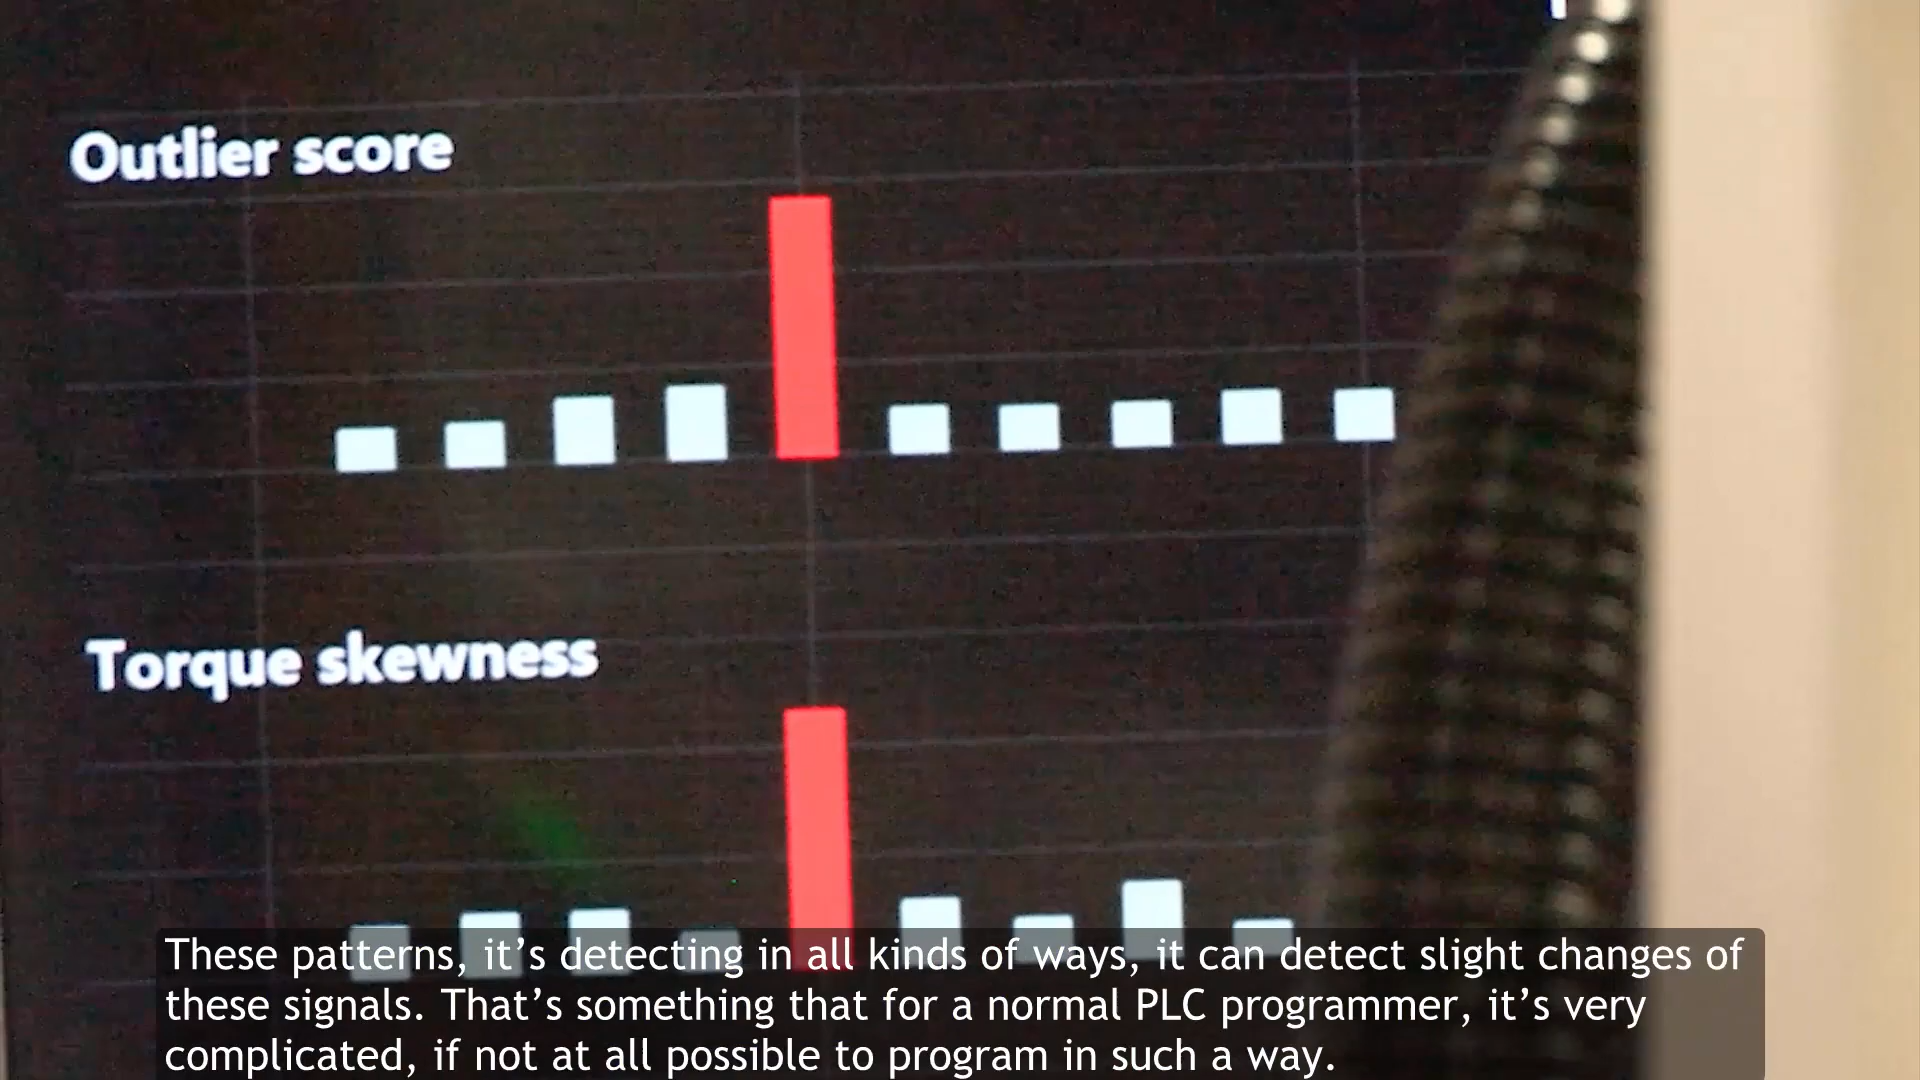 Outlier score
Torque skewness
These patterns, it’s detecting in all kinds of ways, it can detect slight changes of
these signals. That’s something that for a normal PLC programmer, it’s very
complicated, if not at all possible to program in such a way.